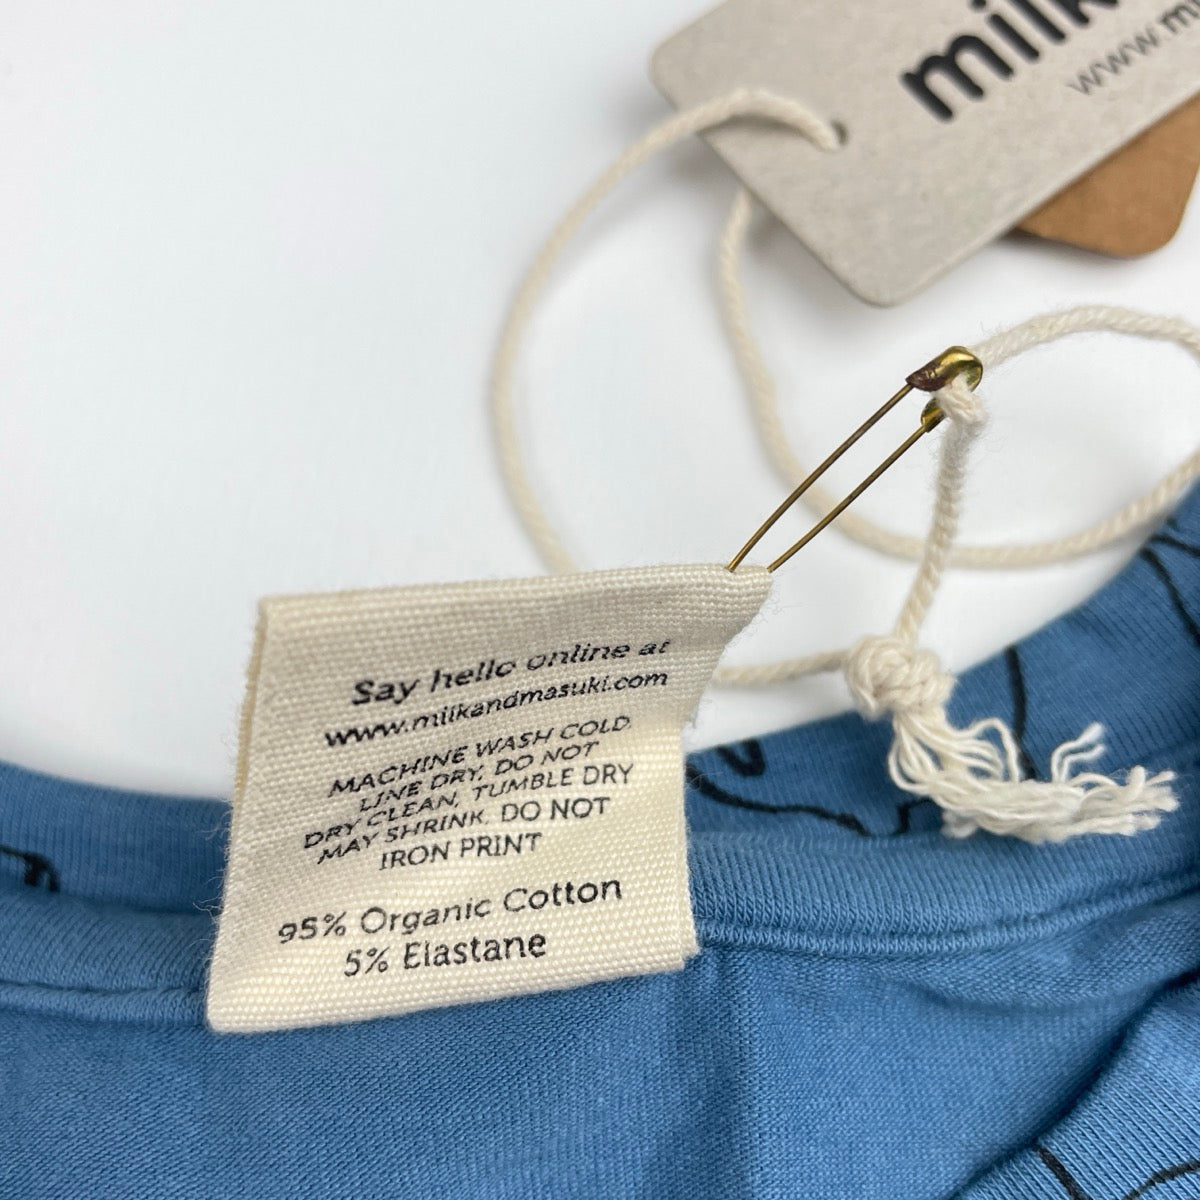 milk
www.m
Say hello online at
www.milkandmasuki.com
MACHINE WASH COLD.
LINE DRY, DO NOT
DRY CLEAN, TUMBLE DRY
MAY SHRINK. DO NOT
IRON PRINT
95% Organic Cotton
5% Elastane